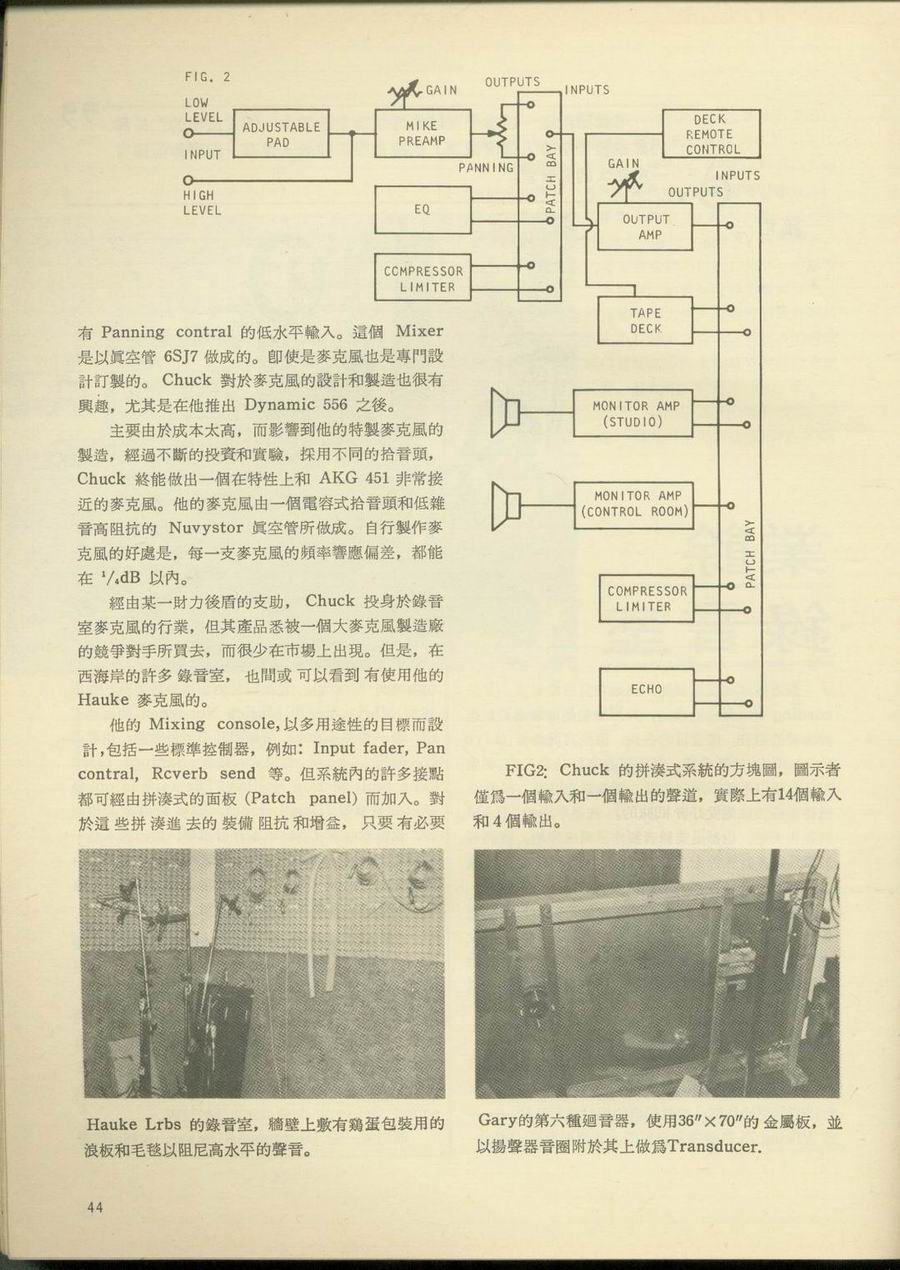 FIG. 2
LOW
LEVEL
INPUT
HIGH
LEVEL
ADJUSTABLE
PAD
GAIN
MIKE
PREAMP
OUTPUTS
INPUTS
PANNING
PATCH BAY
EQ
CCMPRESSOR
LIMITER
DECK
REMOTE
CONTROL
GAIN
INPUTS
OUTPUTS
OUTPUT
AMP
TAPE
DECK
MONITOR AMP
(STUDIO)
MONITOR AMP
(CONTROL ROOM)
PATCH BAY
COMPRESSOR
LIMITER
ECHO
有 Panning contral 的低水平輸入。這個 Mixer
是以眞空管 6SJ7 做成的。卽使是麥克風也是專門設
計訂製的。 Chuck 對於麥克風的設計和製造也很有
興趣，尤其是在他推出 Dynamic 556 之後。
主要由於成本太高，而影響到他的特製麥克風的
製造，經過不斷的投資和實驗，採用不同的拾音頭，
Chuck 終能做出一個在特性上和 AKG 451 非常接
近的麥克風。他的麥克風由一個電容式拾音頭和低雜
音高阻抗的 Nuvystor 眞空管所做成。自行製作麥
克風的好處是，每一支麥克風的頻率響應偏差，都能
在 ¹/₄dB 以內。
經由某一財力後盾的支助， Chuck 投身於錄音
室麥克風的行業，但其產品悉被一個大麥克風製造廠
的競爭對手所買去，而很少在市場上出現。但是，在
西海岸的許多 錄音室， 也間或 可以看到 有使用他的
Hauke 麥克風的。
他的 Mixing console,以多用途性的目標而設
計,包括一些標準控制器，例如：Input fader, Pan
contral, Rcverb send 等。但系統內的許多接點
都可經由拼湊式的面板 (Patch panel) 而加入。對
於這 些拼 湊進 去的 裝備 阻抗 和增益， 只要 有必要
FIG2: Chuck 的拼湊式系統的方塊圖，圖示者
僅爲一個輸入和一個輸出的聲道，實際上有14個輸入
和 4 個輸出。
Hauke Lrbs 的錄音室，牆壁上敷有鷄蛋包裝用的
浪板和毛毯以阻尼高水平的聲音。
Gary的第六種廻音器，使用36″×70″的 金屬板，並
以揚聲器音圈附於其上做爲Transducer.
44